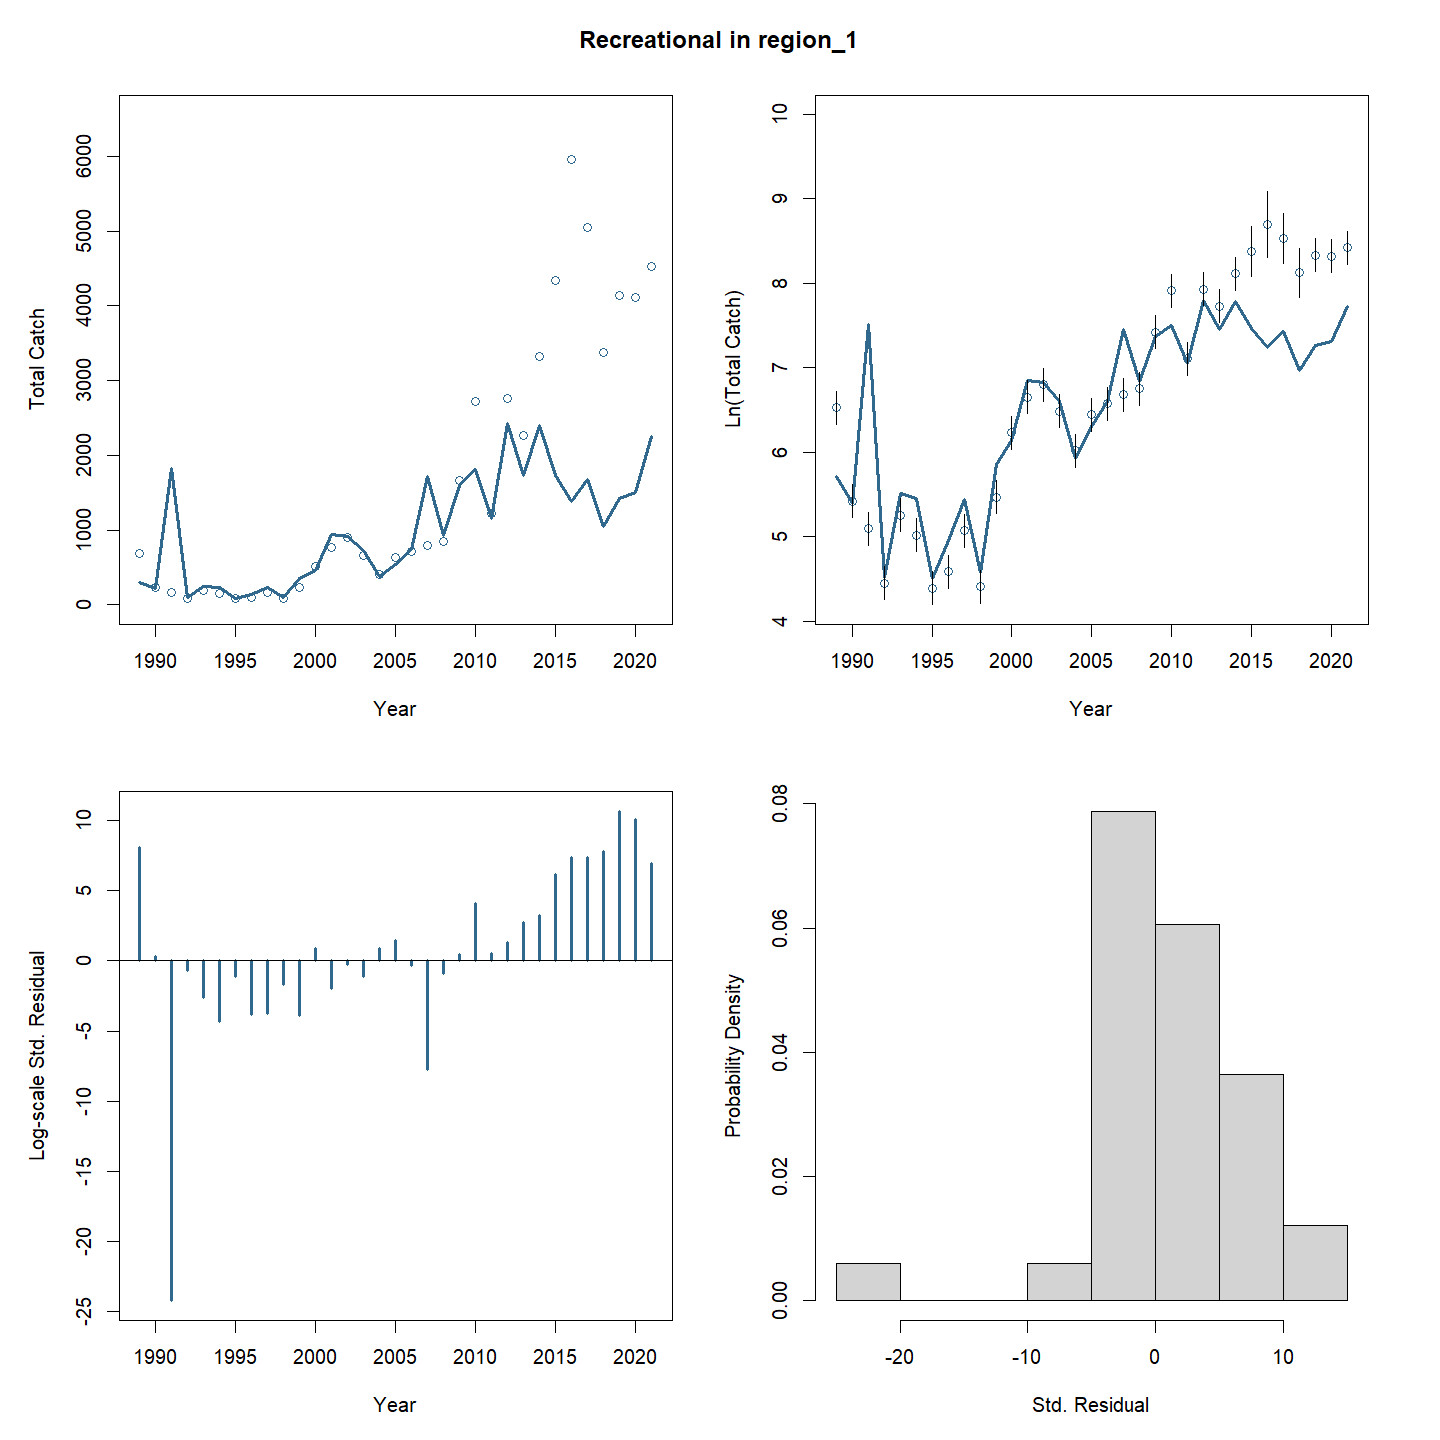 Recreational in region_1
Total Catch
0 1000 2000 3000 4000 5000 6000
1990 1995 2000 2005 2010 2015 2020
Year
Ln(Total Catch)
4 5 6 7 8 9 10
1990 1995 2000 2005 2010 2015 2020
Year
Log-scale Std. Residual
-25 -20 -15 -10 -5 0 5 10
1990 1995 2000 2005 2010 2015 2020
Year
Probability Density
0.00 0.02 0.04 0.06 0.08
-20 -10 0 10
Std. Residual